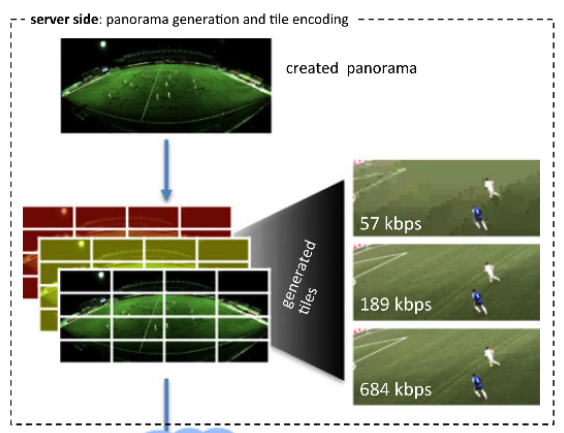 server side: panorama generation and tile encoding
created panorama
generated
tiles
57 kbps
189 kbps
684 kbps